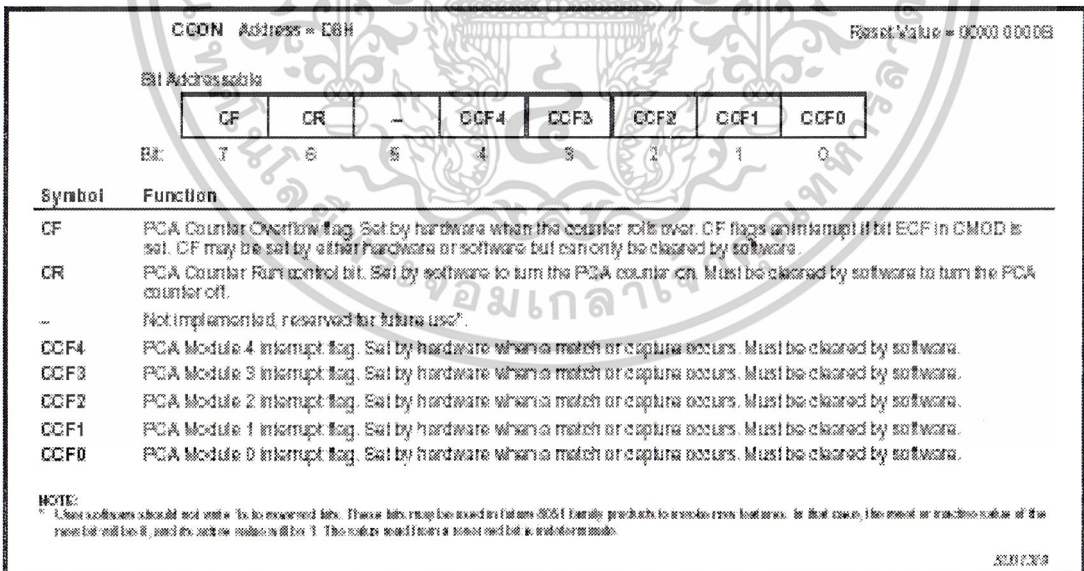 CCON Address = D8H Reset Value = 00X0 0000B
Bit Addressable
CF CR – CCF4 CCF3 CCF2 CCF1 CCF0
Bit: 7 6 5 4 3 2 1 0
Symbol Function
CF PCA Counter Overflow flag. Set by hardware when the counter rolls over. CF flags an interrupt if bit ECF in CMOD is
set. CF may be set by either hardware or software but can only be cleared by software.
CR PCA Counter Run control bit. Set by software to turn the PCA counter on. Must be cleared by software to turn the PCA
counter off.
– Not implemented, reserved for future use*.
CCF4 PCA Module 4 interrupt flag. Set by hardware when a match or capture occurs. Must be cleared by software.
CCF3 PCA Module 3 interrupt flag. Set by hardware when a match or capture occurs. Must be cleared by software.
CCF2 PCA Module 2 interrupt flag. Set by hardware when a match or capture occurs. Must be cleared by software.
CCF1 PCA Module 1 interrupt flag. Set by hardware when a match or capture occurs. Must be cleared by software.
CCF0 PCA Module 0 interrupt flag. Set by hardware when a match or capture occurs. Must be cleared by software.
NOTE:
* User software should not write 1s to reserved bits. These bits may be used in future 8051 family products to invoke new features. In that case, the reset or inactive value of the
new bit will be 0, and its active value will be 1. The value read from a reserved bit is indeterminate.